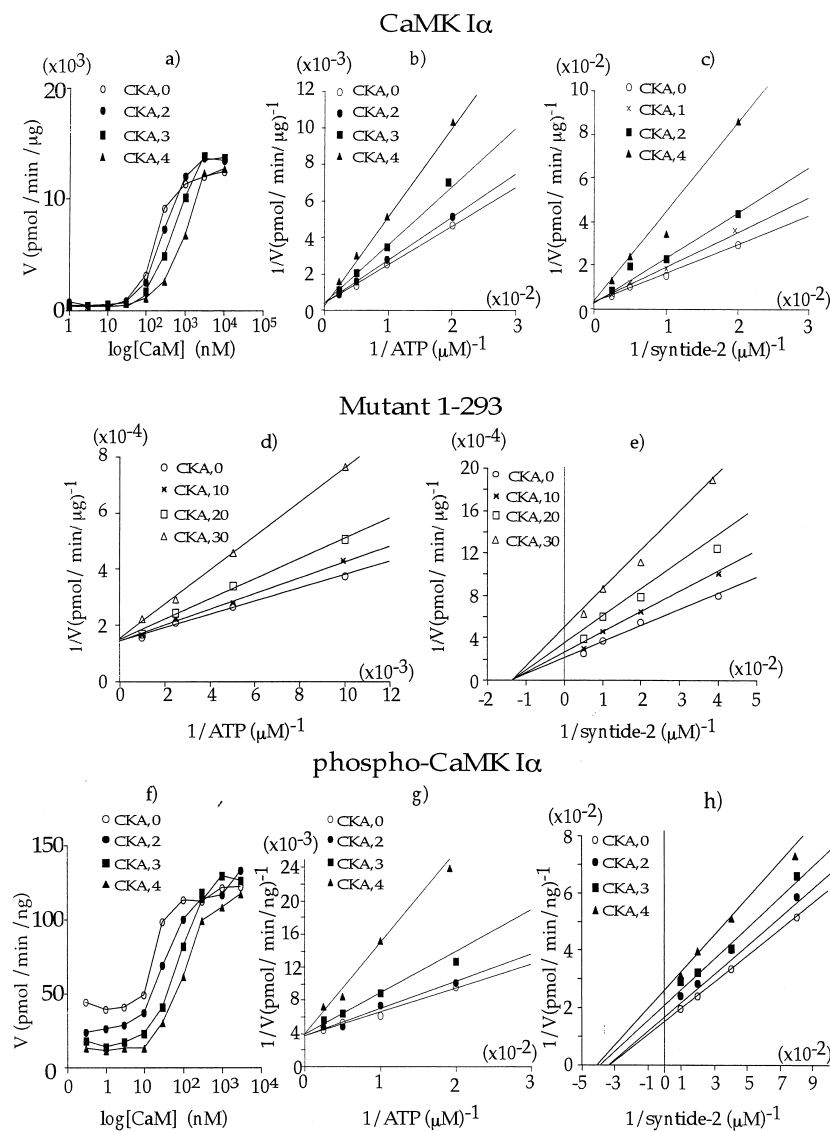 CaMK Iα
a)
(x10³)
CKA,0
CKA,2
CKA,3
CKA,4
20
10
0
V (pmol / min / μg)
1 10 10² 10³ 10⁴ 10⁵
log[CaM] (nM)
b)
(x10⁻³)
CKA,0
CKA,2
CKA,3
CKA,4
12
10
8
6
4
2
0
1/V(pmol/ min/ μg)⁻¹
0 1 2 3
(x10⁻²)
1/ATP (μM)⁻¹
c)
(x10⁻²)
CKA,0
CKA,1
CKA,2
CKA,4
10
8
6
4
2
0
1/V(pmol/ min/ μg)⁻¹
0 1 2 3
(x10⁻²)
1/syntide-2 (μM)⁻¹
Mutant 1-293
d)
(x10⁻⁴)
CKA,0
CKA,10
CKA,20
CKA,30
8
6
4
2
0
1/V(pmol/ min/μg)⁻¹
0 2 4 6 8 10 12
(x10⁻³)
1/ATP (μM)⁻¹
e)
(x10⁻⁴)
CKA,0
CKA,10
CKA,20
CKA,30
20
16
12
8
4
0
1/V(pmol/ min/μg)⁻¹
-2 -1 0 1 2 3 4 5
(x10⁻²)
1/syntide-2 (μM)⁻¹
phospho-CaMK Iα
f)
CKA,0
CKA,2
CKA,3
CKA,4
150
100
50
0
V (pmol /min /ng)
0 1 10 10² 10³ 10⁴
log[CaM] (nM)
g)
(x10⁻³)
CKA,0
CKA,2
CKA,3
CKA,4
24
20
16
12
8
4
0
1/V(pmol/min/ng)⁻¹
0 1 2 3
(x10⁻²)
1/ATP (μM)⁻¹
h)
(x10⁻²)
CKA,0
CKA,2
CKA,3
CKA,4
8
6
4
2
0
1/V(pmol/ min/ng)⁻¹
-5 -3 -1 0 1 3 5 7 9
(x10⁻²)
1/syntide-2 (μM)⁻¹